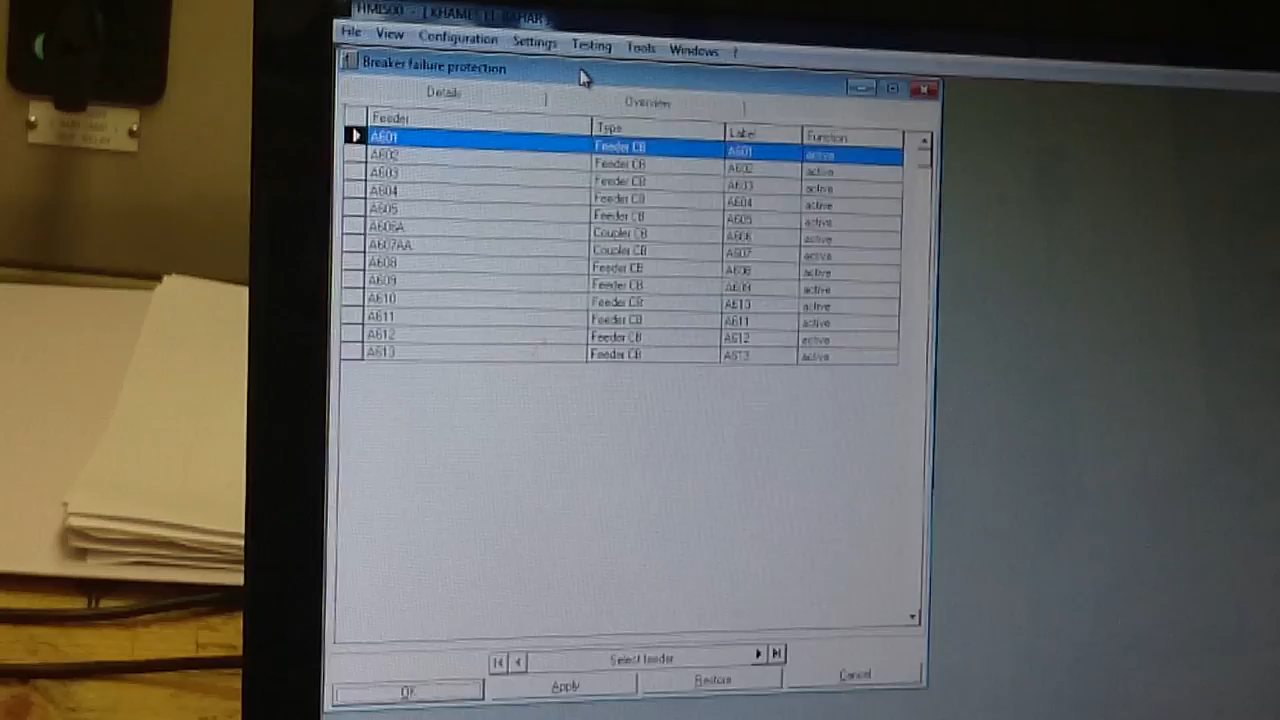 HMI500 - [ KHAMES EL BAHAR ]
File View Configuration Settings Testing Tools Windows ?
Breaker failure protection
Details Overview
Feeder Type Label Function
A601 Feeder CB A601 active
A602 Feeder CB A602 active
A603 Feeder CB A603 active
A604 Feeder CB A604 active
A605 Feeder CB A605 active
A606A Coupler CB A606 active
A607AA Coupler CB A607 active
A608 Feeder CB A608 active
A609 Feeder CB A609 active
A610 Feeder CB A610 active
A611 Feeder CB A611 active
A612 Feeder CB A612 active
A613 Feeder CB A613 active
Select feeder
OK Apply Restore Cancel